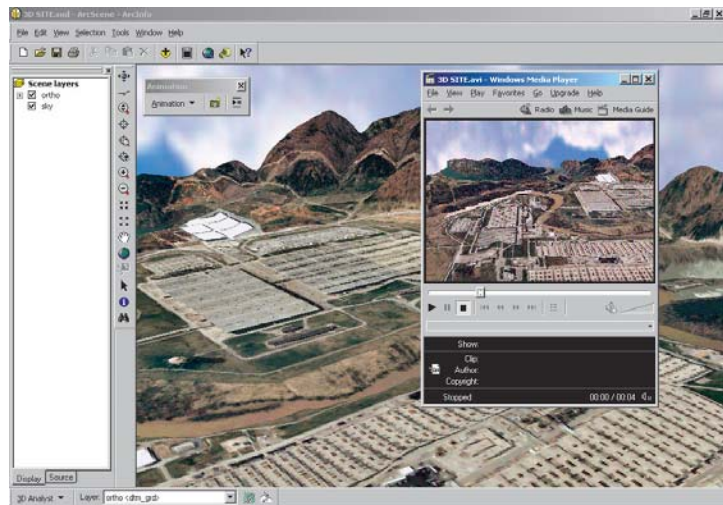 3D SITE.sxd - ArcScene - ArcInfo
File Edit View Selection Tools Window Help
Scene layers
ortho
sky
Animation
Animation
3D SITE.avi - Windows Media Player
File View Play Favorites Go Upgrade Help
Radio Music Media Guide
Show:
Clip:
Author:
Copyright:
Stopped 00:00 / 00:04
Display Source
3D Analyst Layer: ortho <dtm_grd>